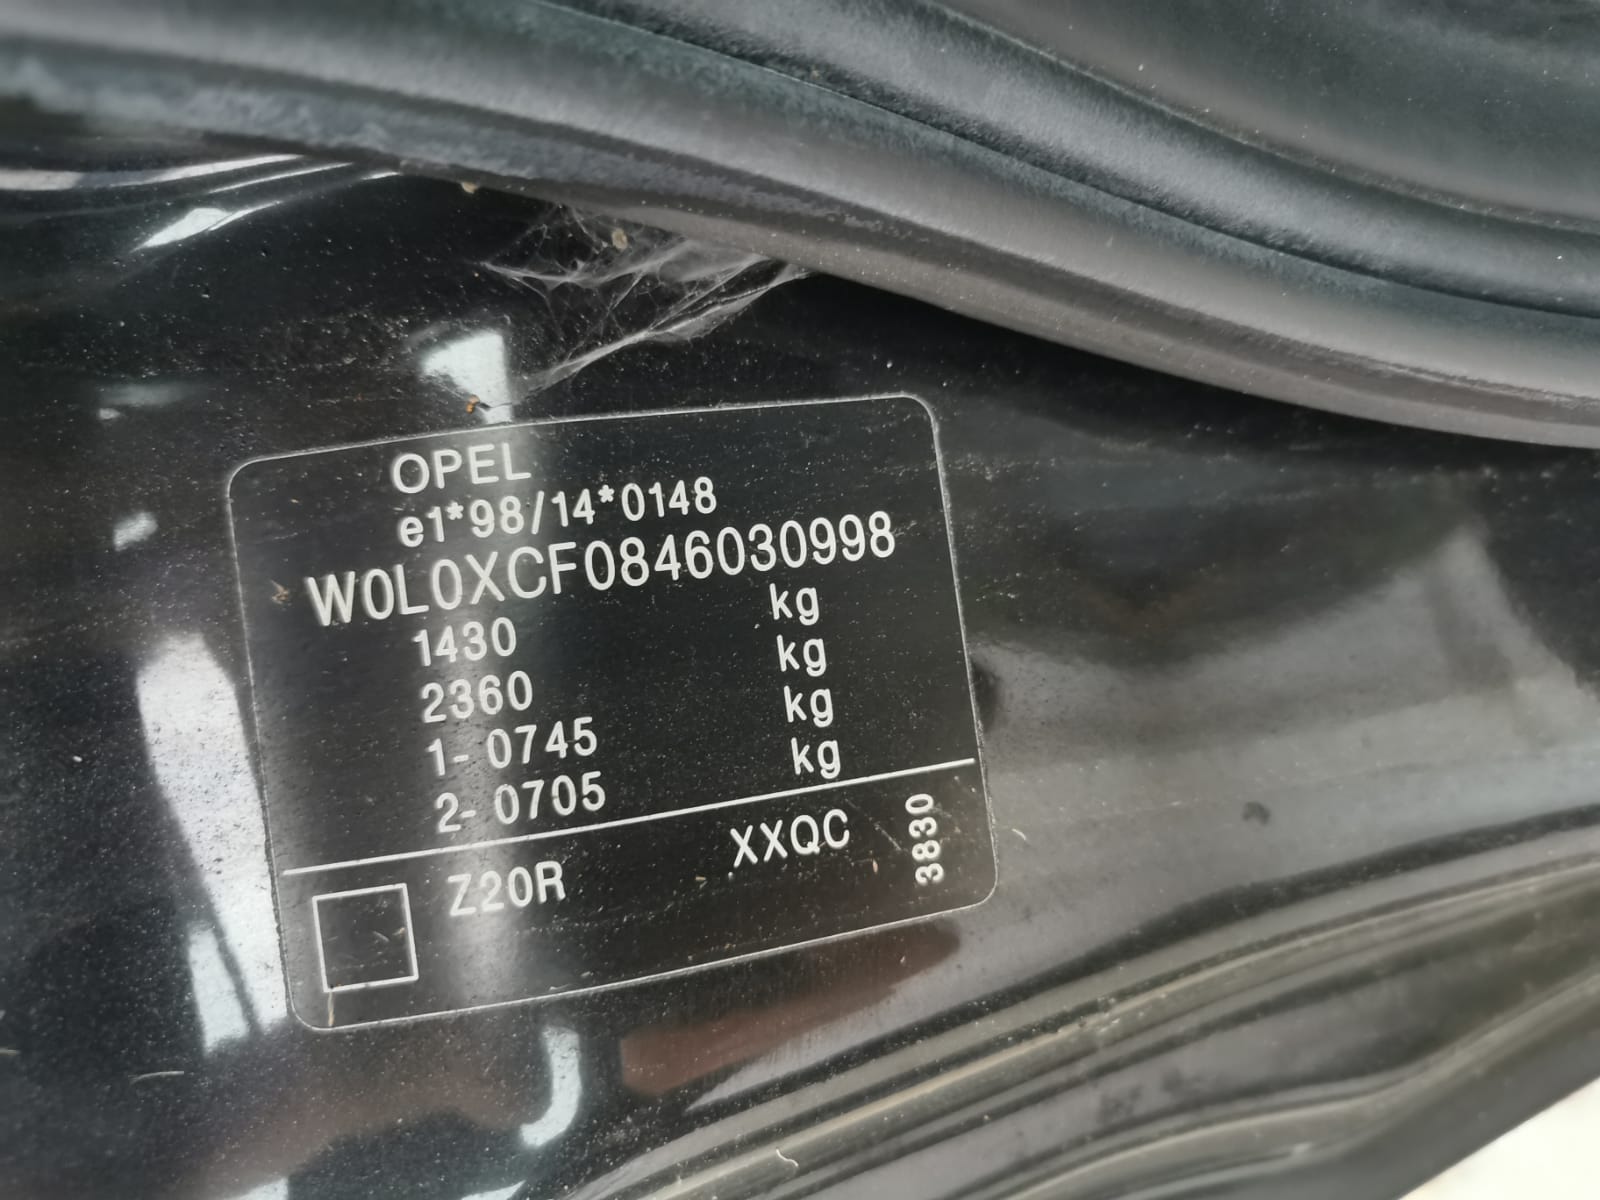 OPEL
e1*98/14*0148
W0L0XCF0846030998
1430 kg
2360 kg
1- 0745 kg
2- 0705 kg
Z20R XXQC 3830